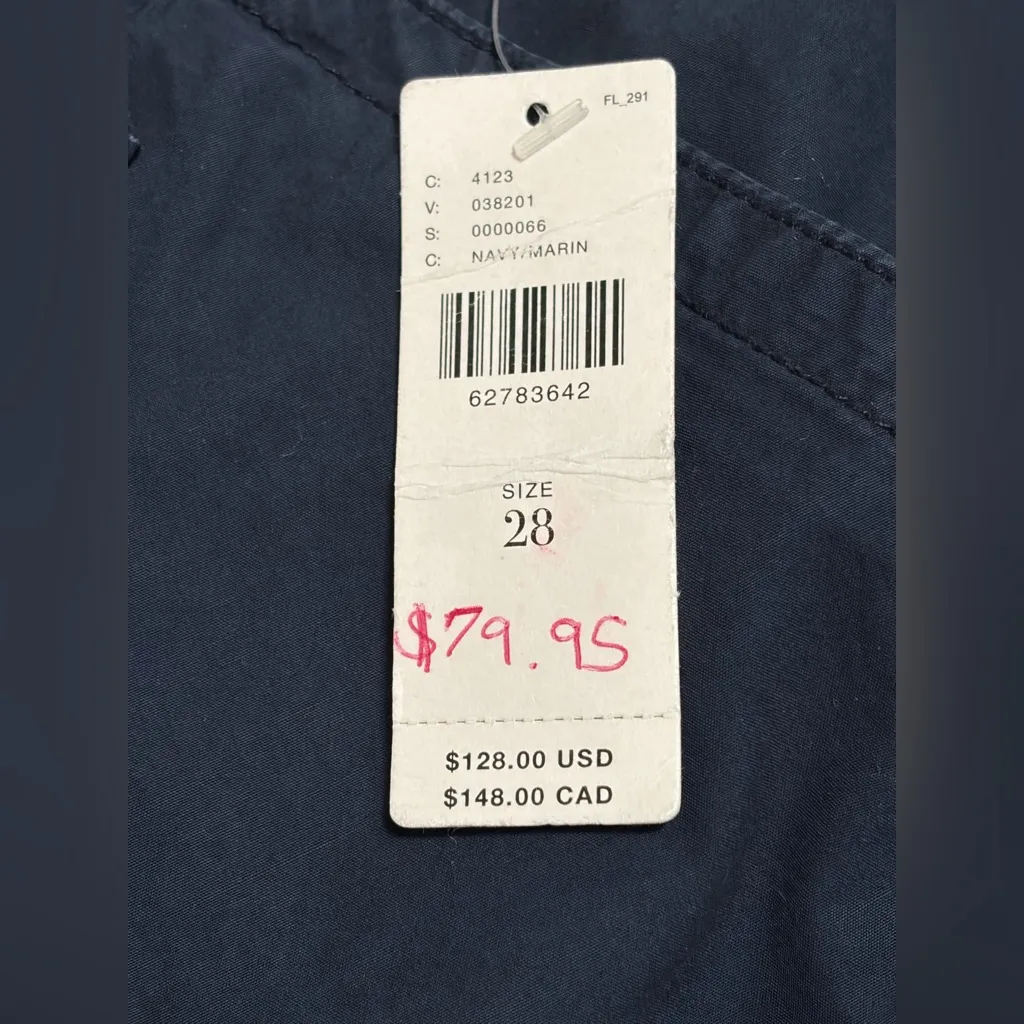 FL_291
C: 4123
V: 038201
S: 0000066
C: NAVY/MARIN
62783642
SIZE
28
$79.95
$128.00 USD
$148.00 CAD